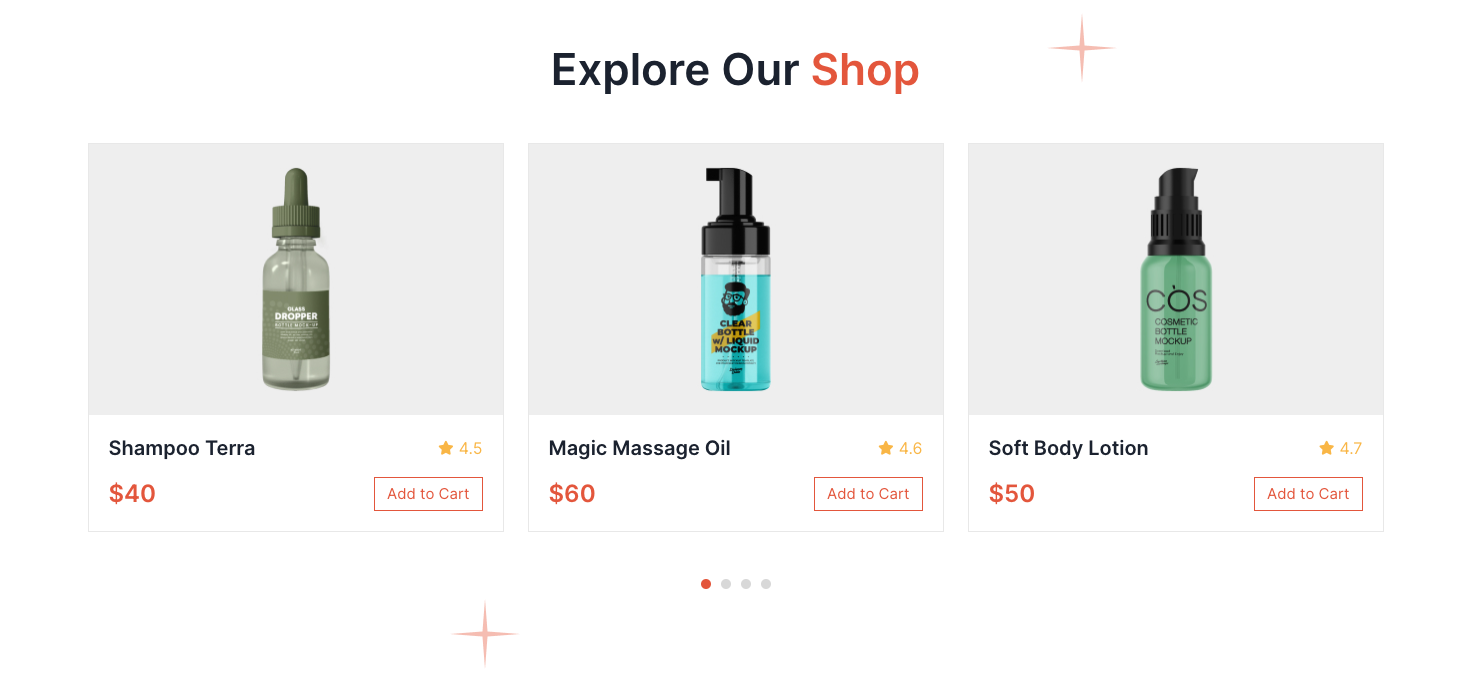 Explore Our Shop
GLASS
DROPPER
BOTTLE MOCK-UP
CLEAR
BOTTLE
w/ LIQUID
MOCKUP
CÒS
COSMETIC
BOTTLE
MOCKUP
Shampoo Terra
4.5
$40
Add to Cart
Magic Massage Oil
4.6
$60
Add to Cart
Soft Body Lotion
4.7
$50
Add to Cart